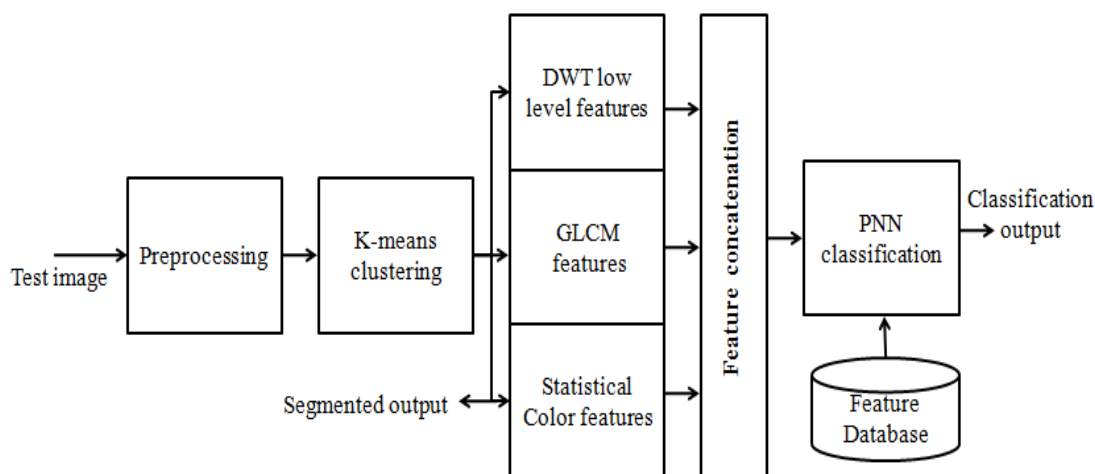 Test image
Preprocessing
K-means
clustering
Segmented output
DWT low
level features
GLCM
features
Statistical
Color features
Feature concatenation
PNN
classification
Classification
output
Feature
Database